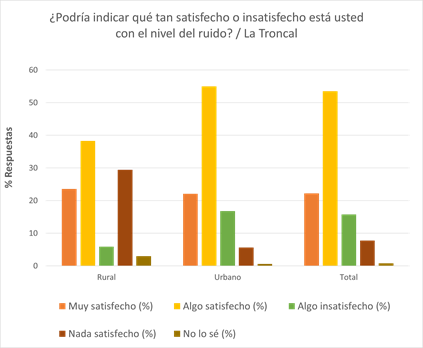 ¿Podría indicar qué tan satisfecho o insatisfecho está usted
con el nivel del ruido? / La Troncal
60
50
40
30
20
10
0
% Respuestas
Rural Urbano Total
Muy satisfecho (%) Algo satisfecho (%) Algo insatisfecho (%)
Nada satisfecho (%) No lo sé (%)